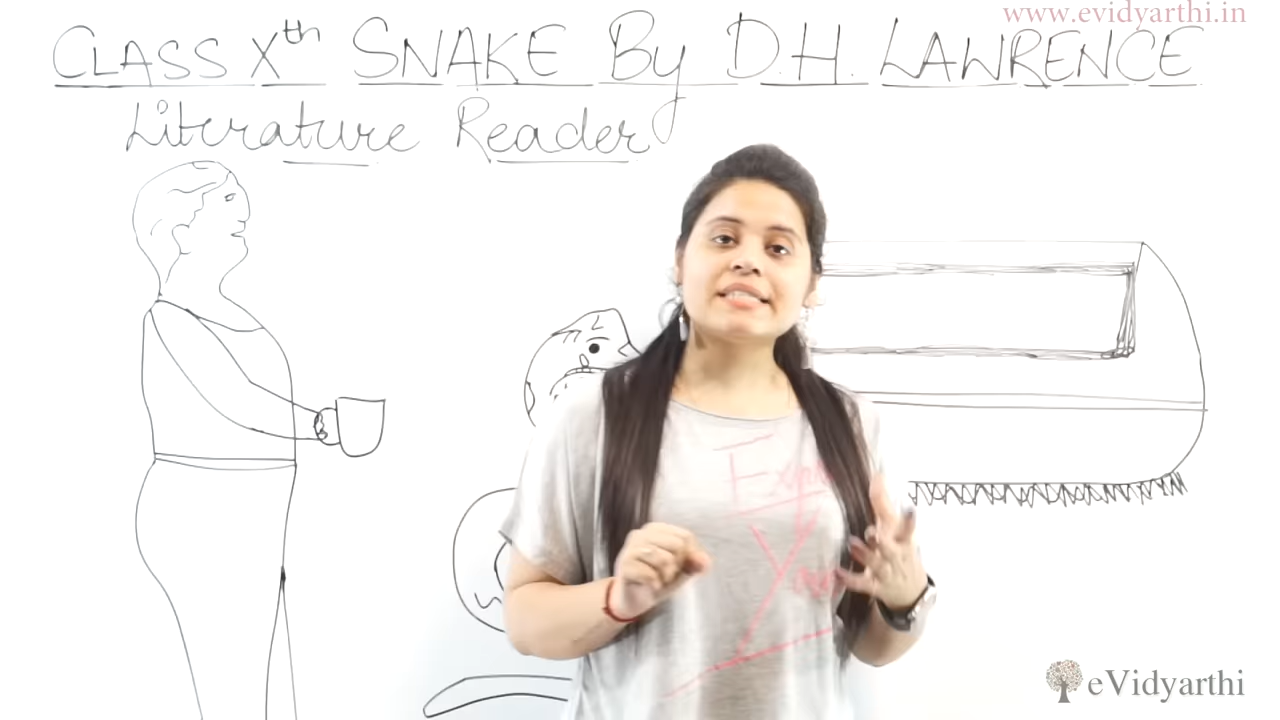 www.evidyarthi.in
CLASS Xth SNAKE By D.H. LAWRENCE
Literature Reader
eVidyarthi